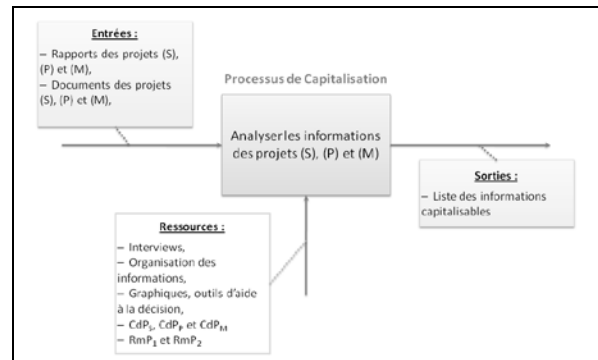 Entrées :
– Rapports des projets (S),
(P) et (M),
– Documents des projets
(S), (P) et (M),
Processus de Capitalisation
Analyser les informations
des projets (S), (P) et (M)
Sorties :
– Liste des informations
capitalisables
Ressources :
– Interviews,
– Organisation des
informations,
– Graphiques, outils d'aide
à la décision,
– CdPS, CdPP et CdPM
– RmP1 et RmP2